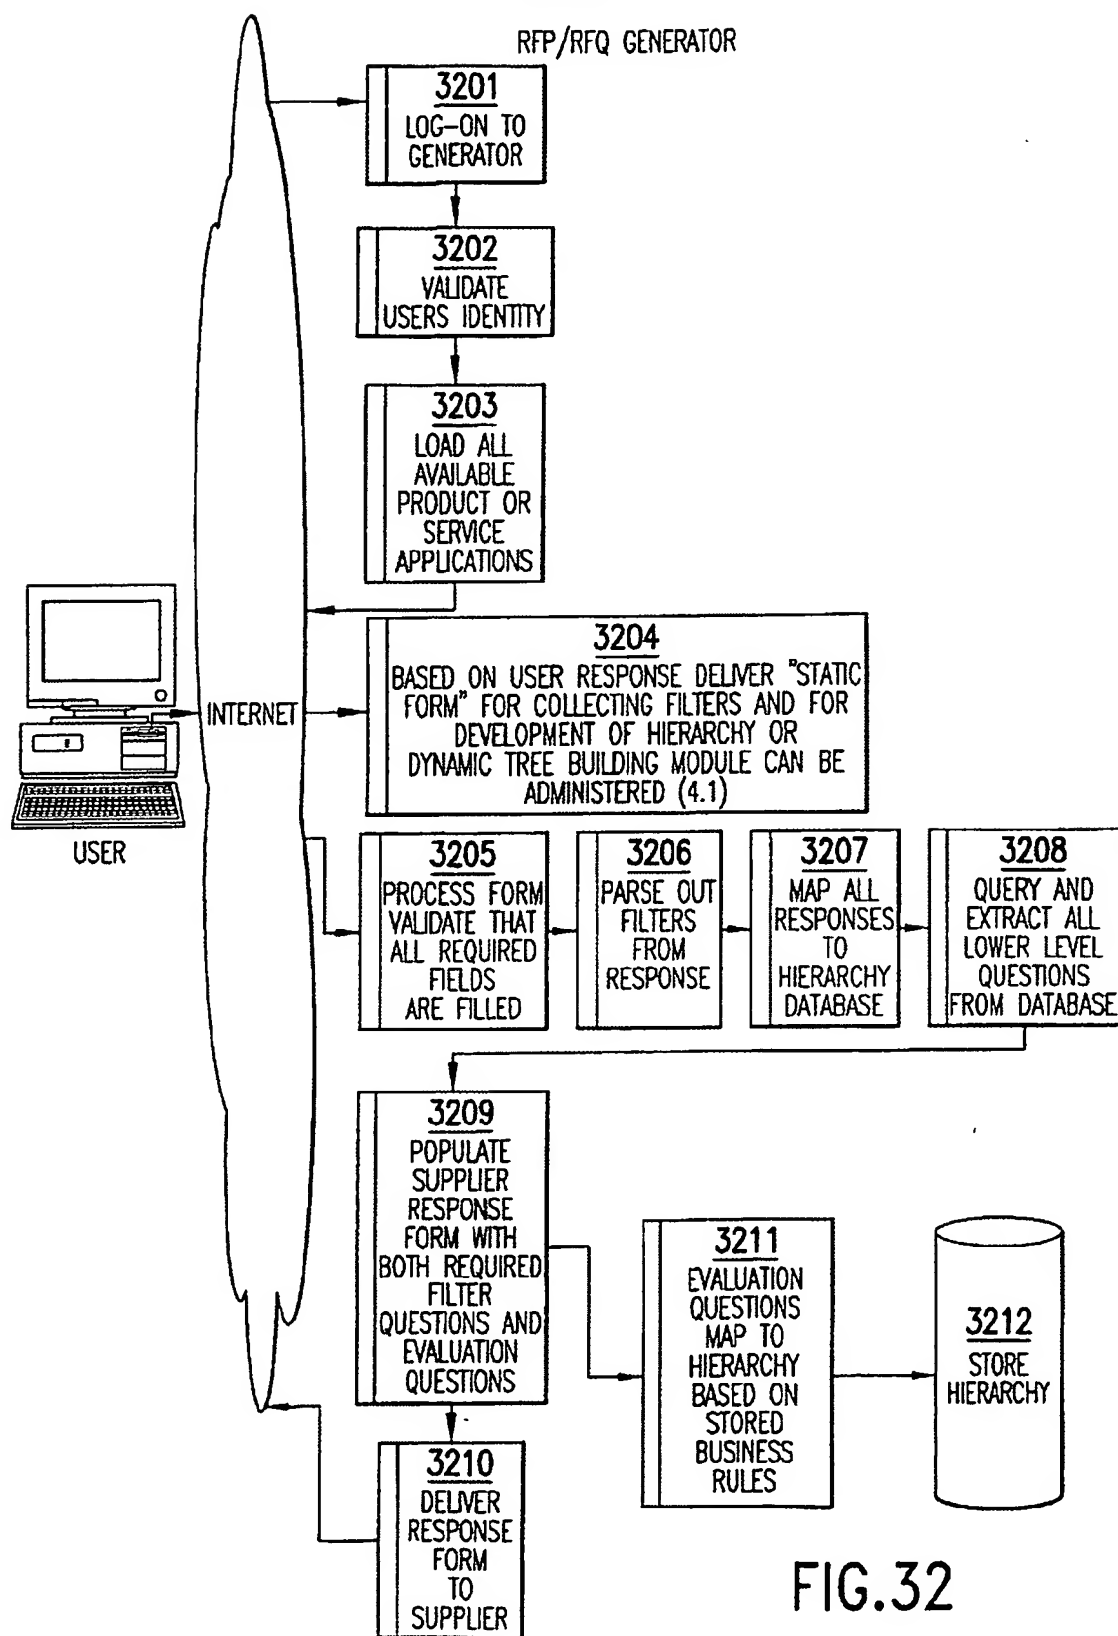 RFP/RFQ GENERATOR
3201
LOG-ON TO
GENERATOR
3202
VALIDATE
USERS IDENTITY
3203
LOAD ALL
AVAILABLE
PRODUCT OR
SERVICE
APPLICATIONS
INTERNET
USER
3204
BASED ON USER RESPONSE DELIVER "STATIC
FORM" FOR COLLECTING FILTERS AND FOR
DEVELOPMENT OF HIERARCHY OR
DYNAMIC TREE BUILDING MODULE CAN BE
ADMINISTERED (4.1)
3205
PROCESS FORM
VALIDATE THAT
ALL REQUIRED
FIELDS
ARE FILLED
3206
PARSE OUT
FILTERS
FROM
RESPONSE
3207
MAP ALL
RESPONSES
TO
HIERARCHY
DATABASE
3208
QUERY AND
EXTRACT ALL
LOWER LEVEL
QUESTIONS
FROM DATABASE
3209
POPULATE
SUPPLIER
RESPONSE
FORM WITH
BOTH REQUIRED
FILTER
QUESTIONS AND
EVALUATION
QUESTIONS
3210
DELIVER
RESPONSE
FORM
TO
SUPPLIER
3211
EVALUATION
QUESTIONS
MAP TO
HIERARCHY
BASED ON
STORED
BUSINESS
RULES
3212
STORE
HIERARCHY
FIG.32